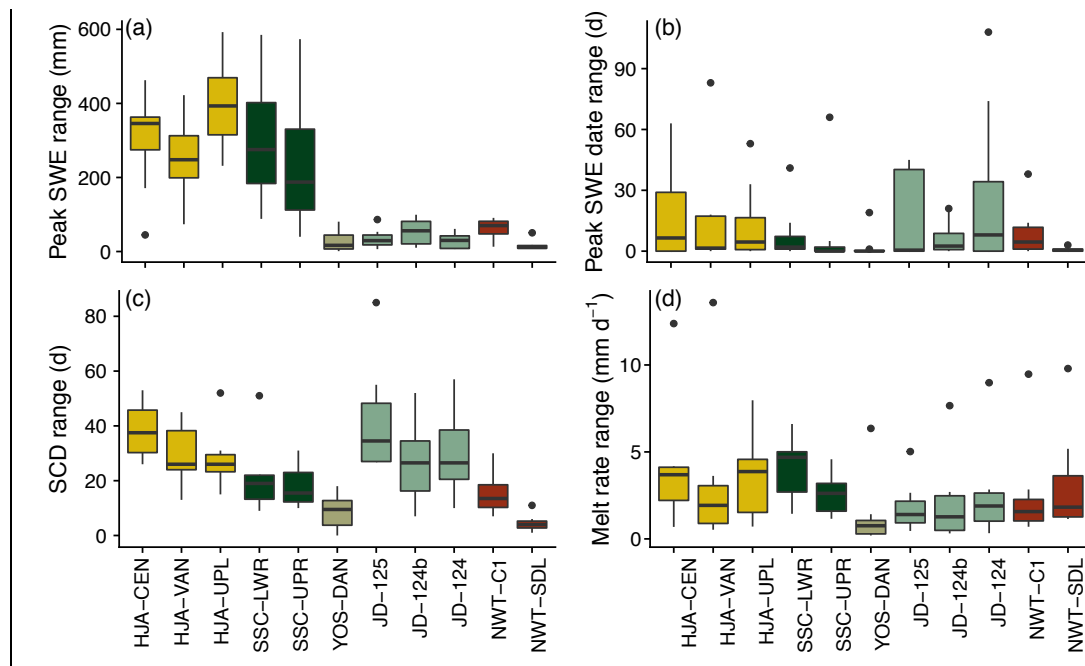 (a)
Peak SWE range (mm)
600
400
200
0
(b)
Peak SWE date range (d)
90
60
30
0
(c)
SCD range (d)
80
60
40
20
0
HJA−CEN
HJA−VAN
HJA−UPL
SSC−LWR
SSC−UPR
YOS−DAN
JD−125
JD−124b
JD−124
NWT−C1
NWT−SDL
(d)
Melt rate range (mm d⁻¹)
10
5
0
HJA−CEN
HJA−VAN
HJA−UPL
SSC−LWR
SSC−UPR
YOS−DAN
JD−125
JD−124b
JD−124
NWT−C1
NWT−SDL